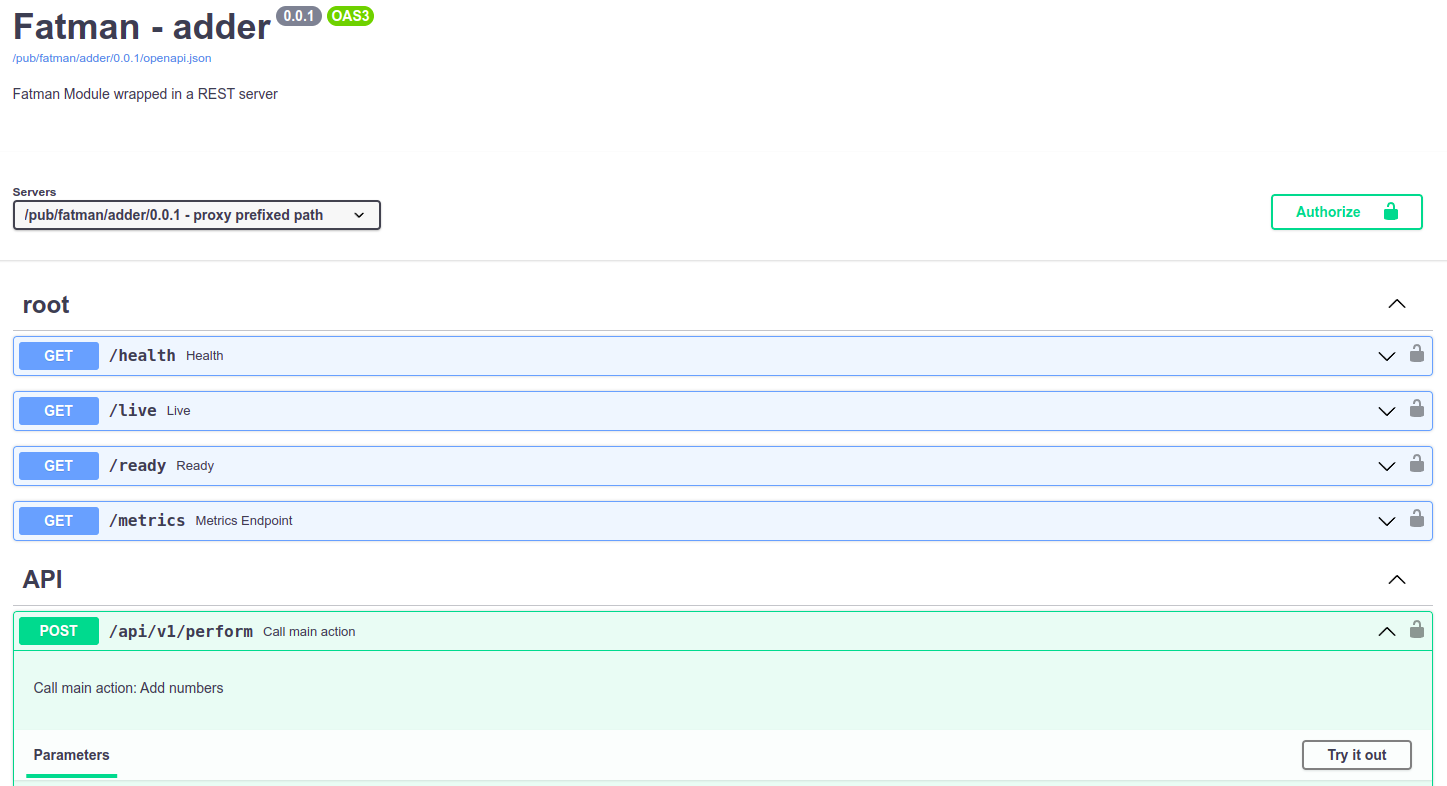 Fatman - adder 0.0.1 OAS3
/pub/fatman/adder/0.0.1/openapi.json
Fatman Module wrapped in a REST server
Servers
/pub/fatman/adder/0.0.1 - proxy prefixed path
Authorize
root
GET /health Health
GET /live Live
GET /ready Ready
GET /metrics Metrics Endpoint
API
POST /api/v1/perform Call main action
Call main action: Add numbers
Parameters
Try it out